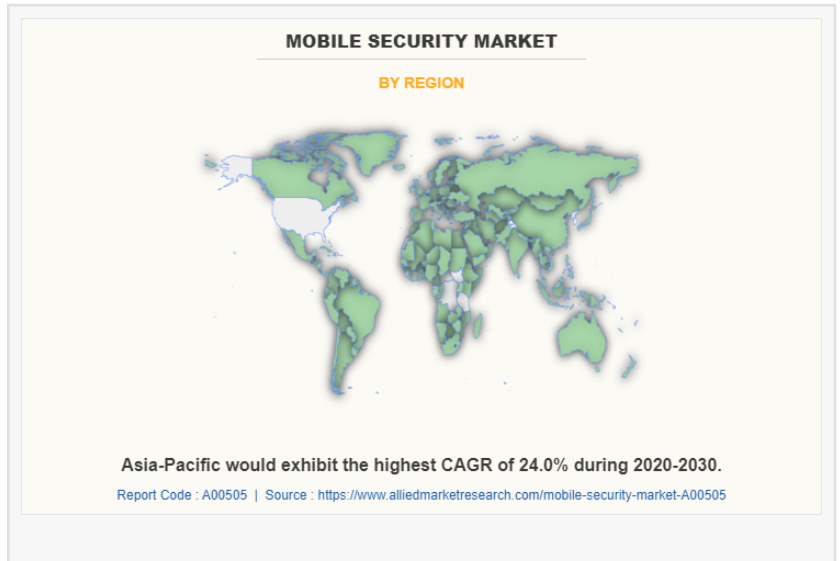 MOBILE SECURITY MARKET
BY REGION
Asia-Pacific would exhibit the highest CAGR of 24.0% during 2020-2030.
Report Code : A00505 | Source : https://www.alliedmarketresearch.com/mobile-security-market-A00505